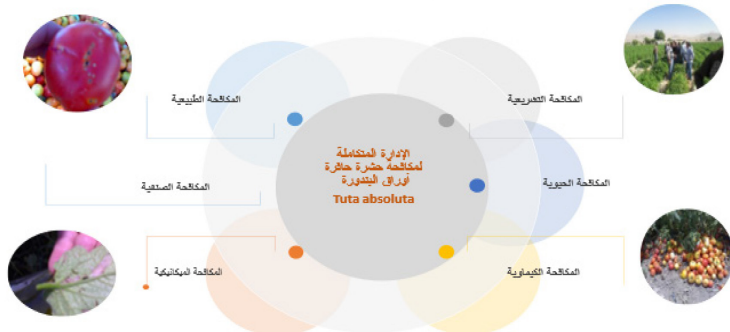 المكافحة التشريعية
المكافحة الطبيعية
الإدارة المتكاملة
لمكافحة حشرة حافرة
أوراق البندورة
Tuta absoluta
المكافحة الحيوية
المكافحة الصنفية
المكافحة الكيماوية
المكافحة الميكانيكية